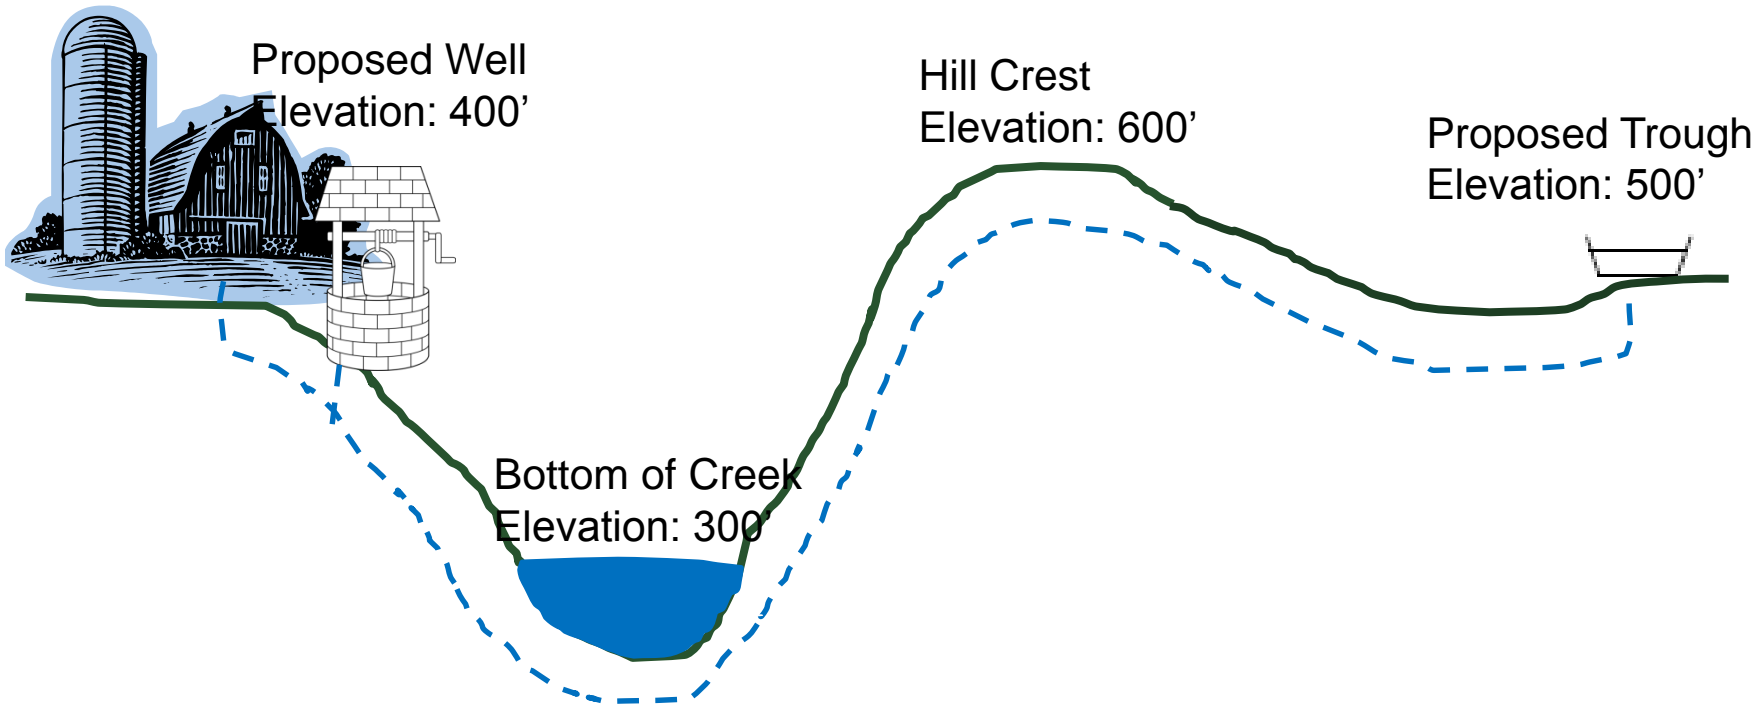 Proposed Well
Elevation: 400’
Hill Crest
Elevation: 600’
Proposed Trough
Elevation: 500’
Bottom of Creek
Elevation: 300’